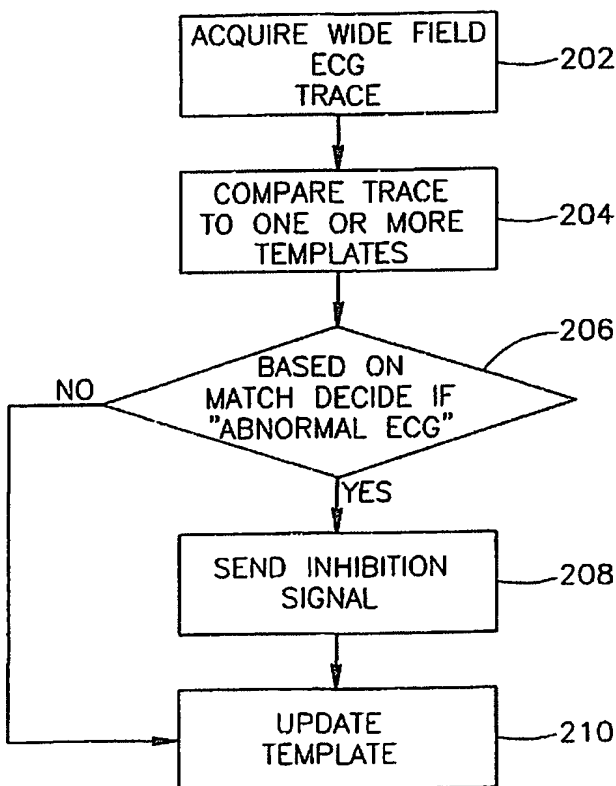 ACQUIRE WIDE FIELD
ECG
TRACE
202
COMPARE TRACE
TO ONE OR MORE
TEMPLATES
204
206
BASED ON
MATCH DECIDE IF
"ABNORMAL ECG"
NO
YES
SEND INHIBITION
SIGNAL
208
UPDATE
TEMPLATE
210